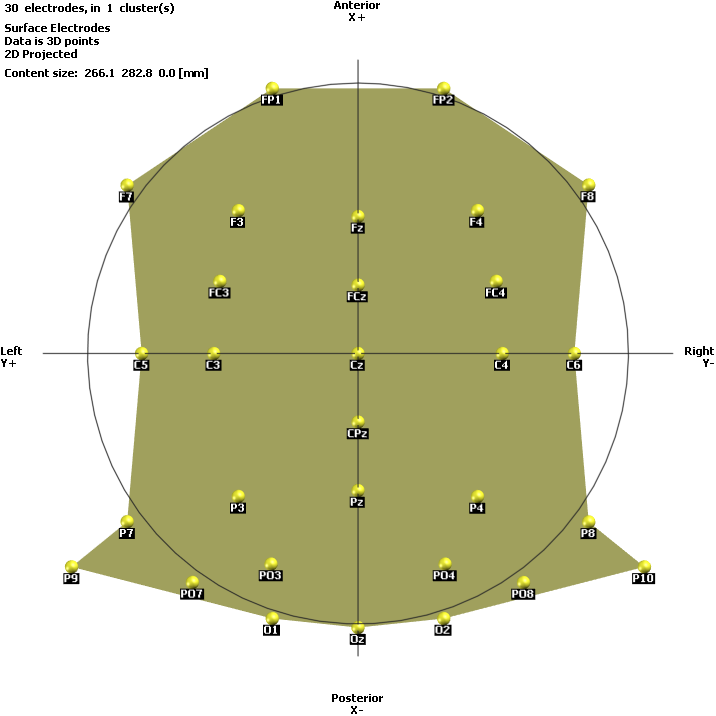 30 electrodes, in 1 cluster(s)
Anterior
X+
Surface Electrodes
Data is 3D points
2D Projected
Content size: 266.1 282.8 0.0 [mm]
FP1 FP2
F7 F8
F3 Fz F4
FC3 FCz FC4
Left
Y+
Right
Y-
C5 C3 Cz C4 C6
CPz
P3 Pz P4
P7 P8
P9 PO3 PO4 P10
PO7 PO8
O1 Oz O2
Posterior
X-